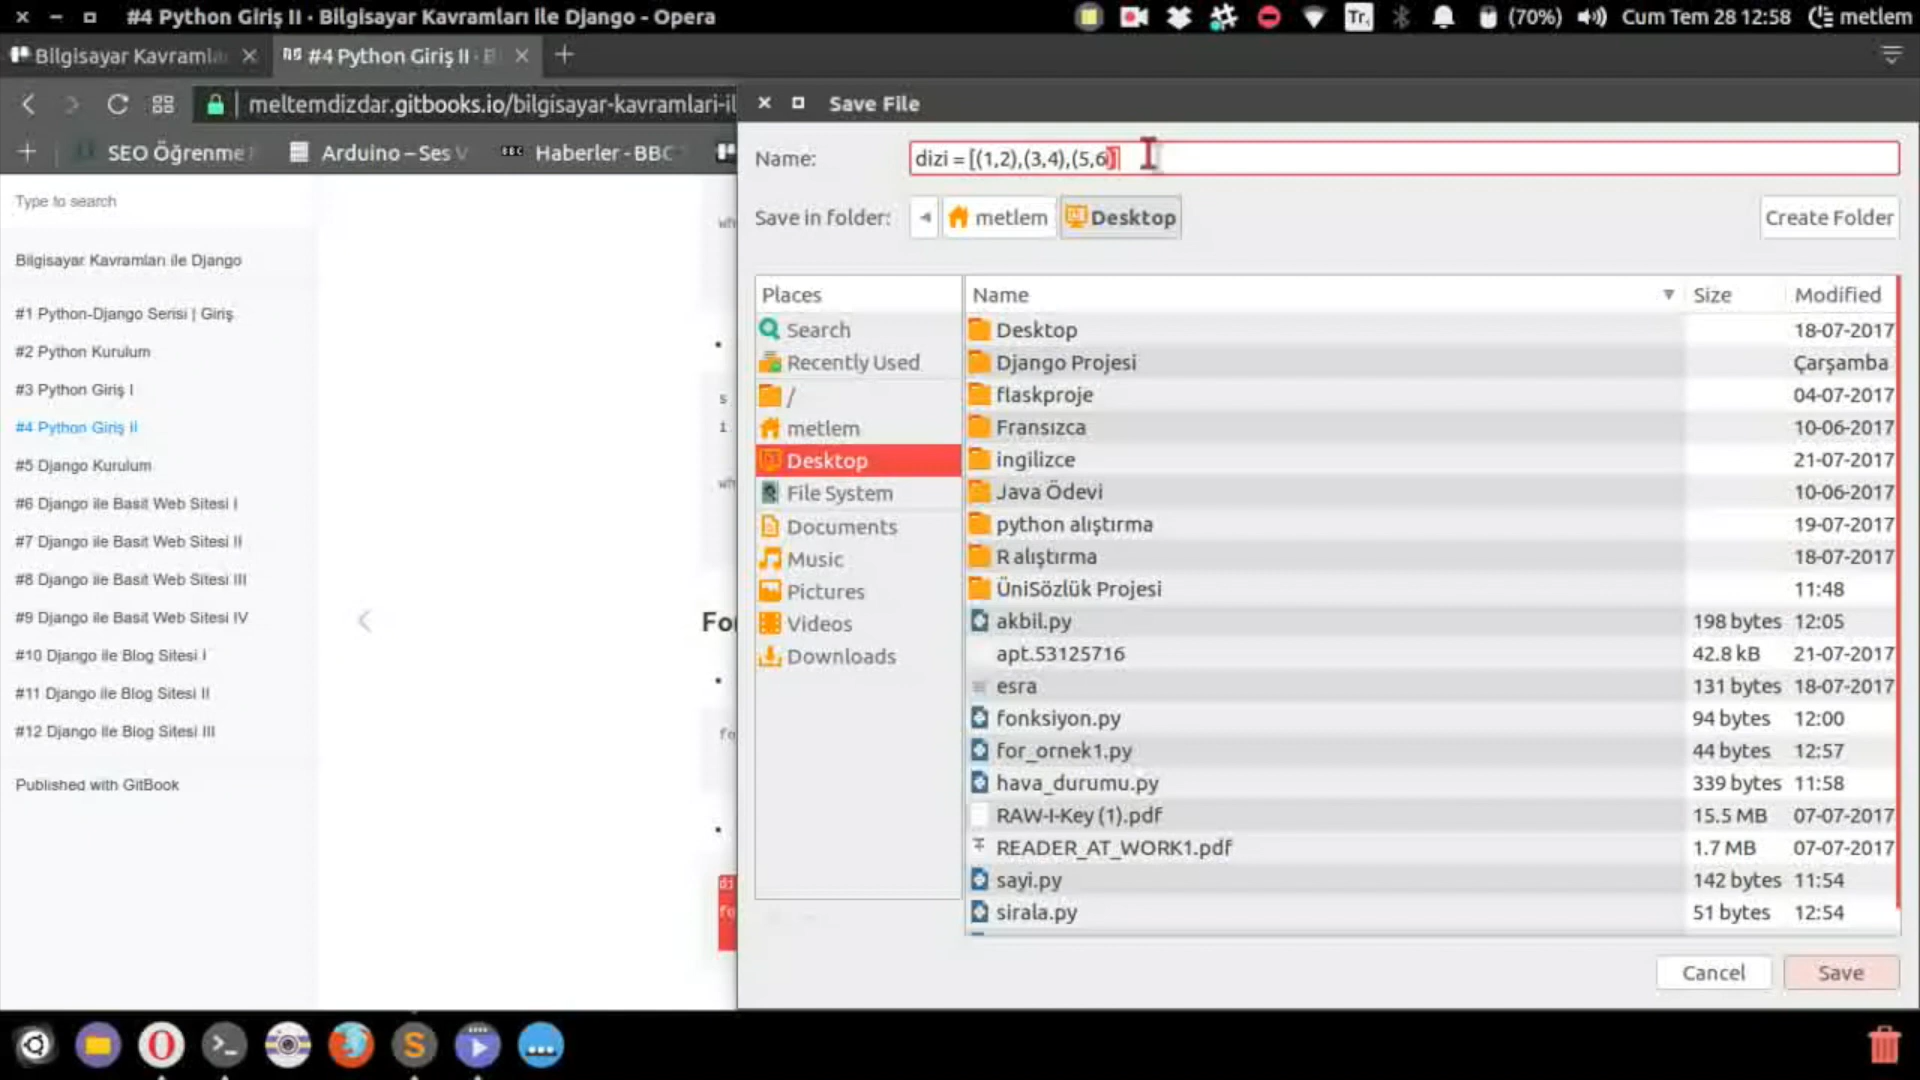 #4 Python Giriş II · Bilgisayar Kavramları ile Django - Opera
Tr
(70%)
Cum Tem 28 12:58
metlem
Bilgisayar Kavramla
#4 Python Giriş II · B
meltemdizdar.gitbooks.io/bilgisayar-kavramlari-il
SEO Öğrenme
Arduino – Ses V
BBC
Haberler - BBC
Save File
Name:
dizi = [(1,2),(3,4),(5,6)]
Save in folder:
metlem
Desktop
Create Folder
Type to search
Bilgisayar Kavramları ile Django
#1 Python-Django Serisi | Giriş
#2 Python Kurulum
#3 Python Giriş I
#4 Python Giriş II
#5 Django Kurulum
#6 Django ile Basit Web Sitesi I
#7 Django ile Basit Web Sitesi II
#8 Django ile Basit Web Sitesi III
#9 Django ile Basit Web Sitesi IV
#10 Django ile Blog Sitesi I
#11 Django ile Blog Sitesi II
#12 Django ile Blog Sitesi III
Published with GitBook
wh
s
i
wh
Fo
fo
di
fo
Places
Search
Recently Used
/
metlem
Desktop
File System
Documents
Music
Pictures
Videos
Downloads
Name Size Modified
Desktop 18-07-2017
Django Projesi Çarşamba
flaskproje 04-07-2017
Fransızca 10-06-2017
ingilizce 21-07-2017
Java Ödevi 10-06-2017
python alıştırma 19-07-2017
R alıştırma 18-07-2017
ÜniSözlük Projesi 11:48
akbil.py 198 bytes 12:05
apt.53125716 42.8 kB 21-07-2017
esra 131 bytes 18-07-2017
fonksiyon.py 94 bytes 12:00
for_ornek1.py 44 bytes 12:57
hava_durumu.py 339 bytes 11:58
RAW-I-Key (1).pdf 15.5 MB 07-07-2017
READER_AT_WORK1.pdf 1.7 MB 07-07-2017
sayi.py 142 bytes 11:54
sirala.py 51 bytes 12:54
Cancel
Save